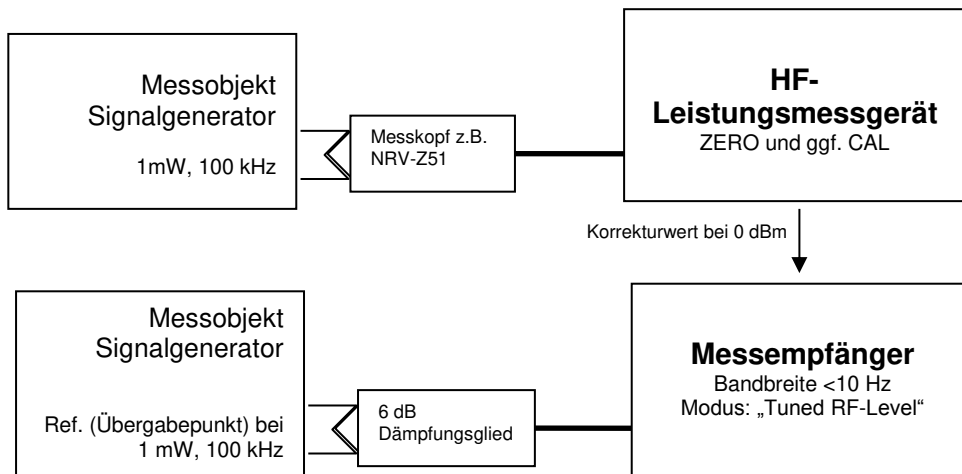 Messobjekt
Signalgenerator
1mW, 100 kHz
Messkopf z.B.
NRV-Z51
HF-
Leistungsmessgerät
ZERO und ggf. CAL
Korrekturwert bei 0 dBm
Messobjekt
Signalgenerator
Ref. (Übergabepunkt) bei
1 mW, 100 kHz
6 dB
Dämpfungsglied
Messempfänger
Bandbreite <10 Hz
Modus: „Tuned RF-Level“